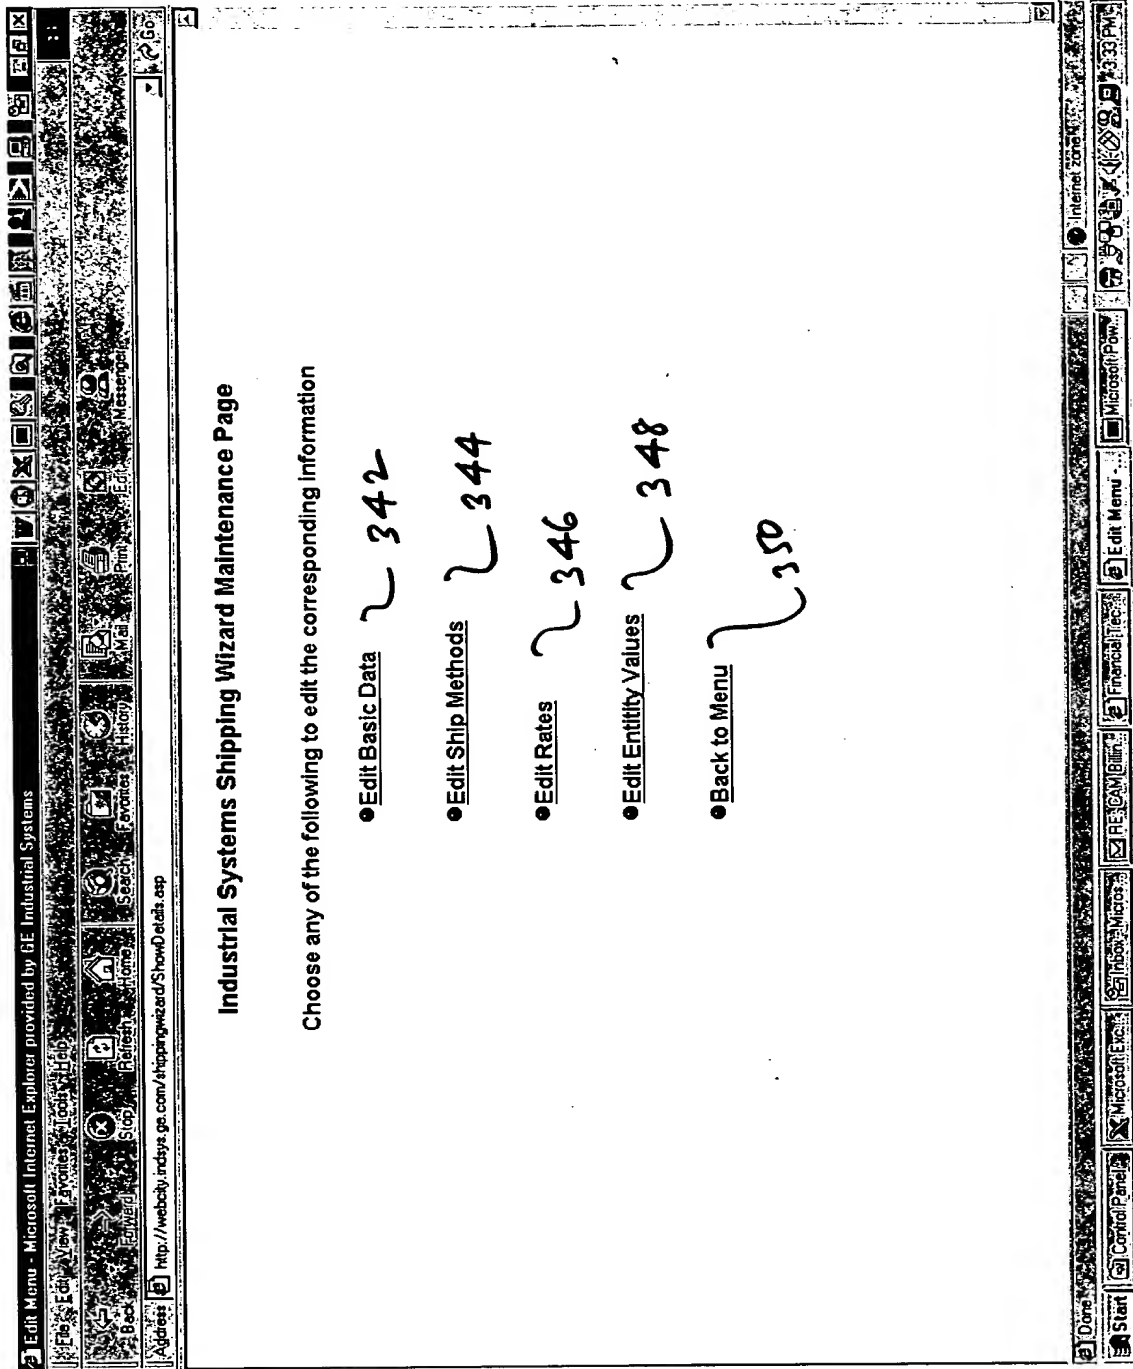 Edit Menu - Microsoft Internet Explorer provided by GE Industrial Systems
File Edit View Favorites Tools Help
Back Forward Stop Refresh Home Search Favorites History Mail Print Edit Messenger
Address http://webcity.indsys.ge.com/shippingwizard/ShowDetails.asp Go
Industrial Systems Shipping Wizard Maintenance Page
Choose any of the following to edit the corresponding information
Edit Basic Data 342
Edit Ship Methods 344
Edit Rates 346
Edit Entitity Values 348
Back to Menu 350
Done Internet zone
Start Control Panel Microsoft Exc... Inbox - Micros... RE: CAM Billin... Financial Tec... Edit Menu - ... Microsoft Pow... 3:33 PM